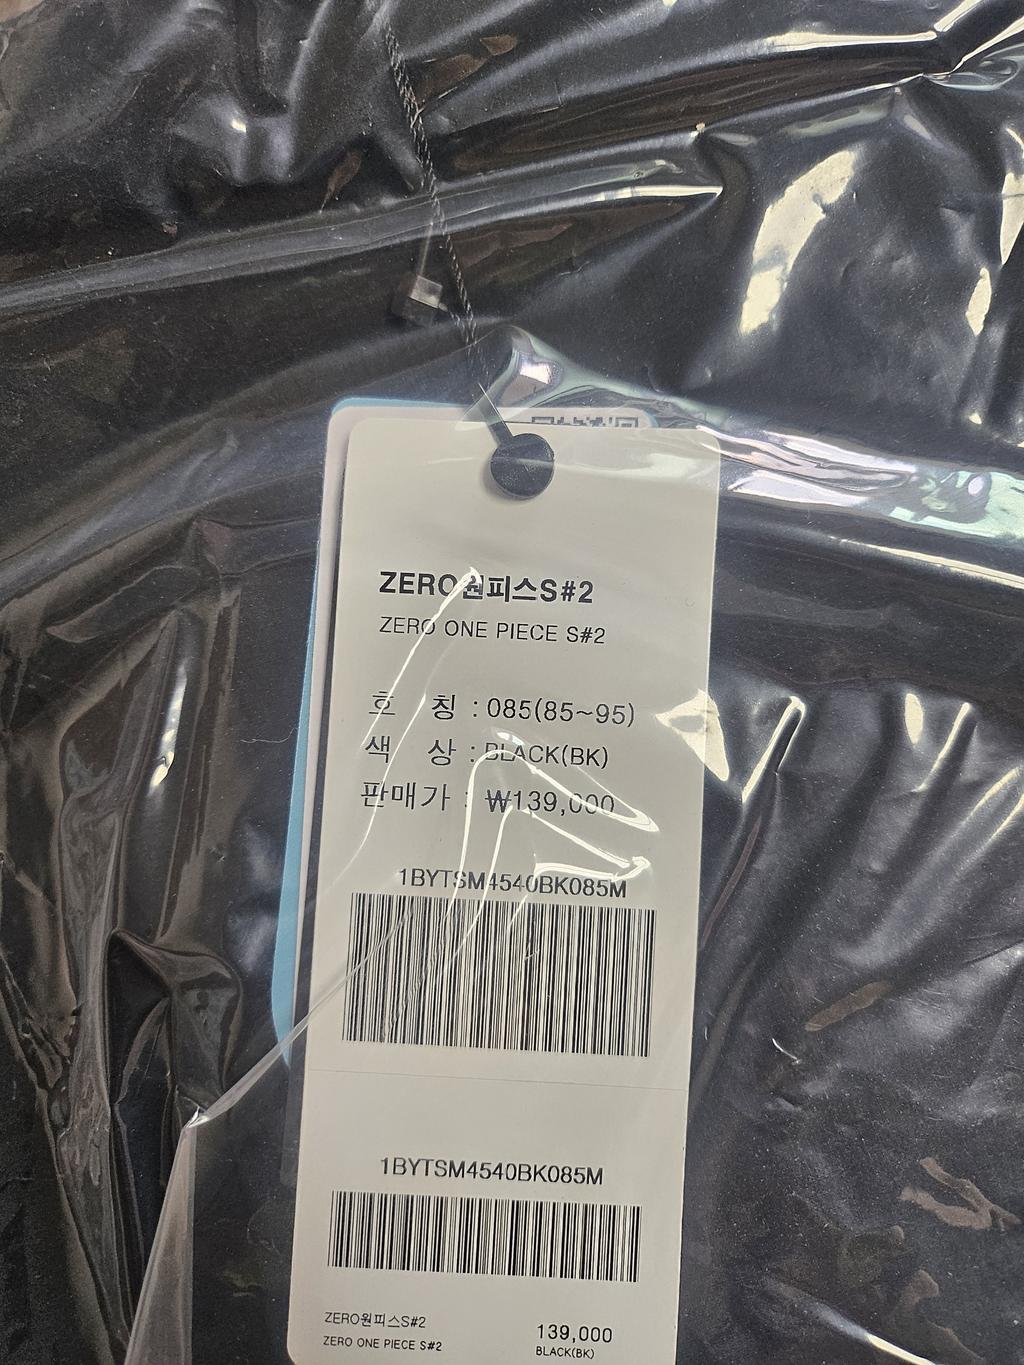 ZERO원피스S#2
ZERO ONE PIECE S#2
호 칭 : 085(85~95)
색 상 : BLACK(BK)
판매가 : ₩139,000
1BYTSM4540BK085M
1BYTSM4540BK085M
ZERO원피스S#2
139,000
ZERO ONE PIECE S#2
BLACK(BK)